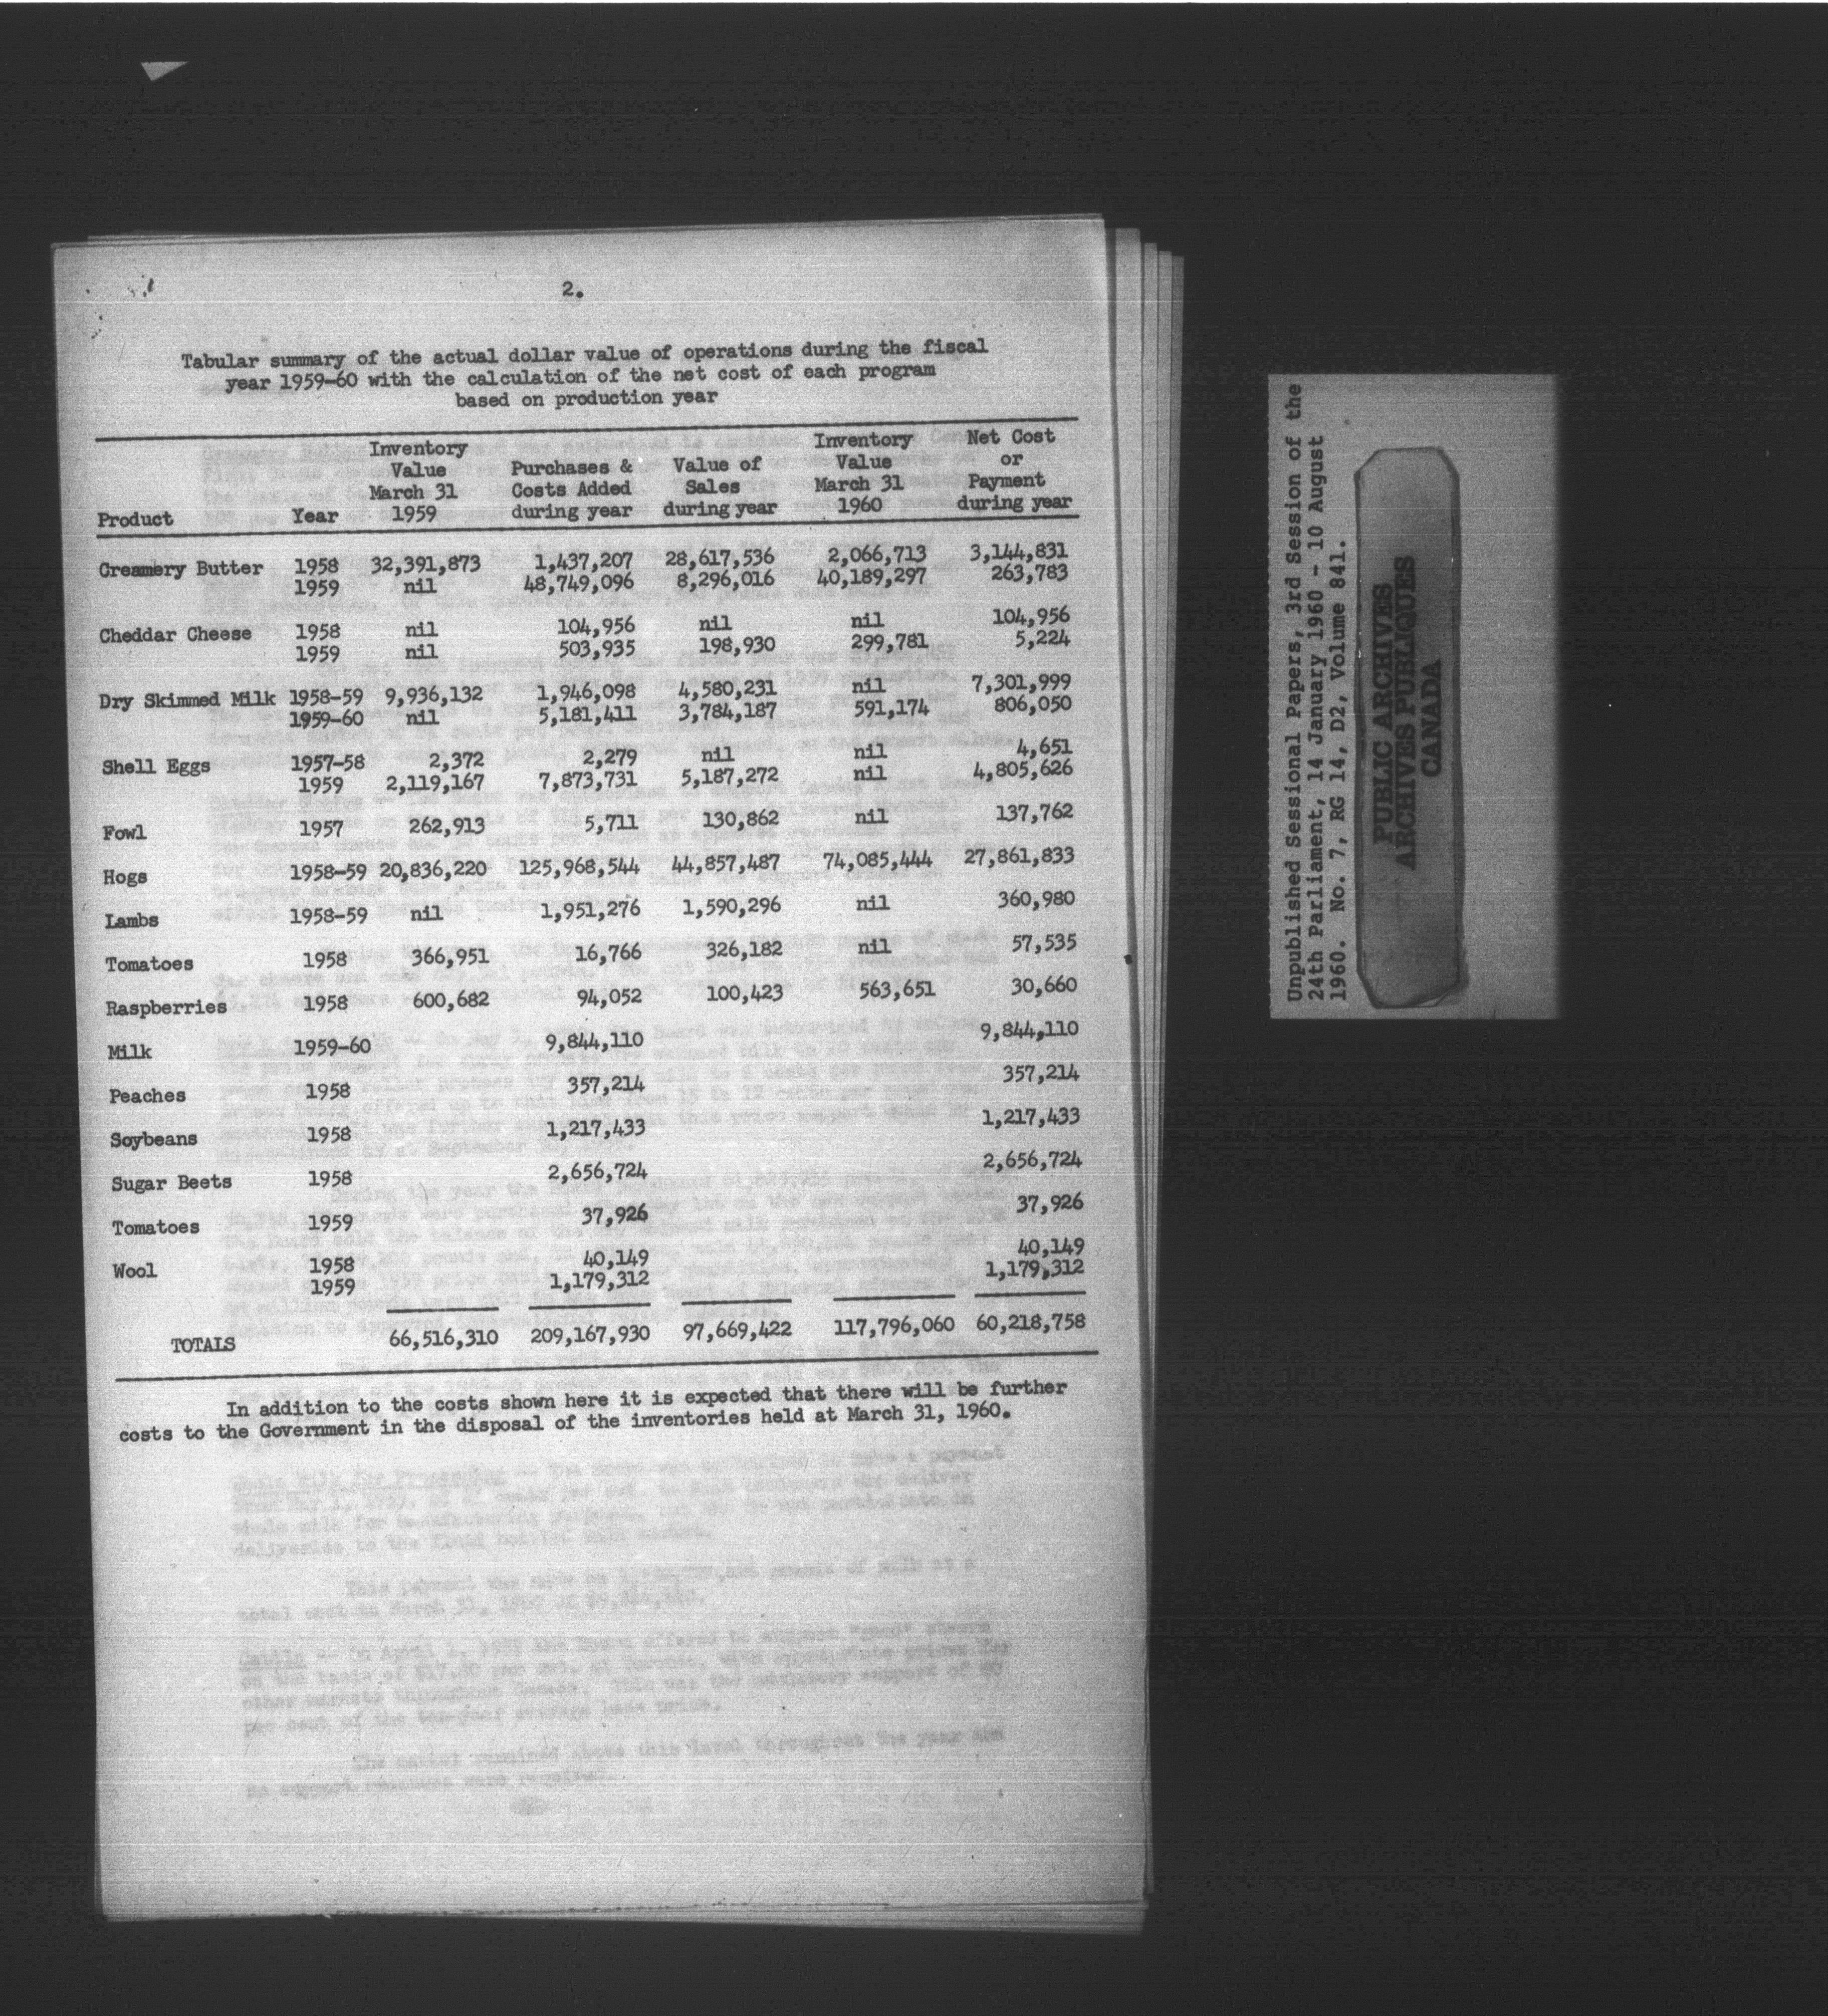 2.
Tabular summary of the actual dollar value of operations during the fiscal
year 1959-60 with the calculation of the net cost of each program
based on production year
Inventory Inventory Net Cost
Value Purchases & Value of Value or
March 31 Costs Added Sales March 31 Payment
Product Year 1959 during year during year 1960 during year
Creamery Butter 1958 32,391,873 1,437,207 28,617,536 2,066,713 3,144,831
1959 nil 48,749,096 8,296,016 40,189,297 263,783
Cheddar Cheese 1958 nil 104,956 nil nil 104,956
1959 nil 503,935 198,930 299,781 5,224
Dry Skimmed Milk 1958-59 9,936,132 1,946,098 4,580,231 nil 7,301,999
1959-60 nil 5,181,411 3,784,187 591,174 806,050
Shell Eggs 1957-58 2,372 2,279 nil nil 4,651
1959 2,119,167 7,873,731 5,187,272 nil 4,805,626
Fowl 1957 262,913 5,711 130,862 nil 137,762
Hogs 1958-59 20,836,220 125,968,544 44,857,487 74,085,444 27,861,833
Lambs 1958-59 nil 1,951,276 1,590,296 nil 360,980
Tomatoes 1958 366,951 16,766 326,182 nil 57,535
Raspberries 1958 600,682 94,052 100,423 563,651 30,660
Milk 1959-60 9,844,110 9,844,110
Peaches 1958 357,214 357,214
Soybeans 1958 1,217,433 1,217,433
Sugar Beets 1958 2,656,724 2,656,724
Tomatoes 1959 37,926 37,926
Wool 1958 40,149 40,149
1959 1,179,312 1,179,312
TOTALS 66,516,310 209,167,930 97,669,422 117,796,060 60,218,758
In addition to the costs shown here it is expected that there will be further
costs to the Government in the disposal of the inventories held at March 31, 1960.
Unpublished Sessional Papers, 3rd Session of the
24th Parliament, 14 January 1960 - 10 August
1960. No. 7, RG 14, D2, Volume 841.
PUBLIC ARCHIVES
ARCHIVES PUBLIQUES
CANADA